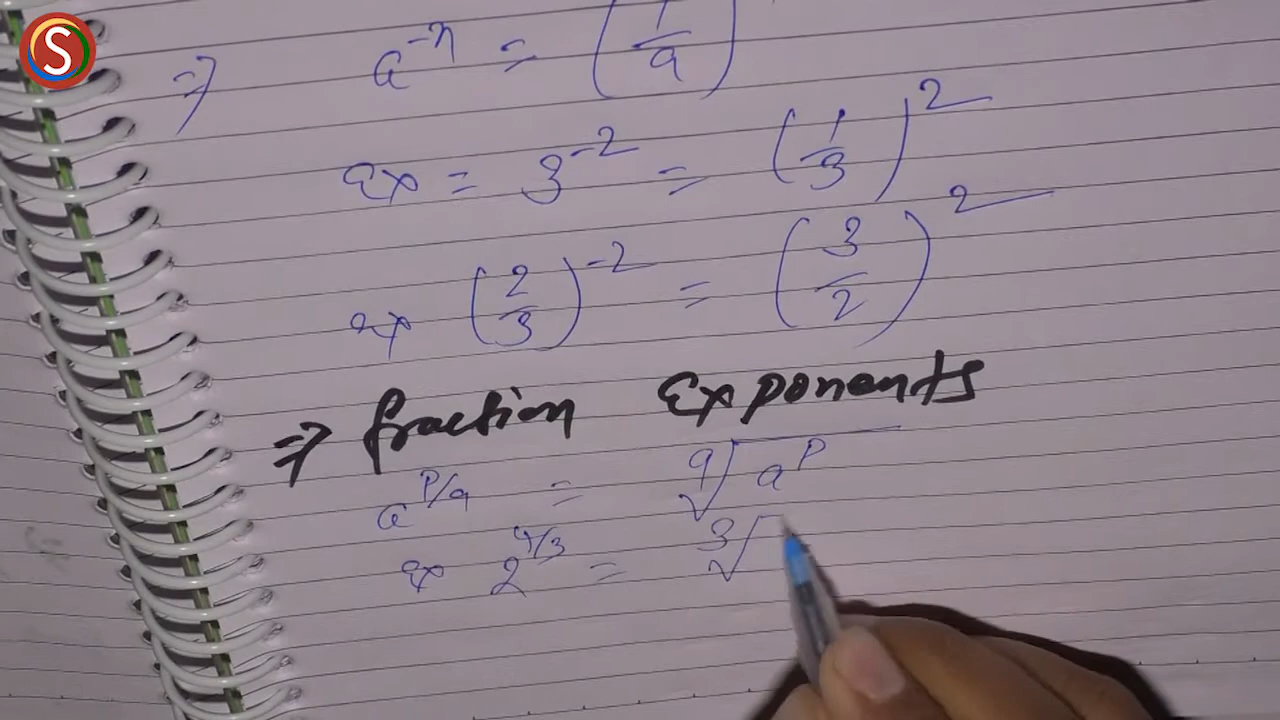 S
⇒ a⁻ⁿ = (1/a)
Ex = 3⁻² = (1/3)²
ex (2/3)⁻² = (3/2)²
⇒ fraction Exponents
a^(p/q) = ^q√(a^p)
ex 2^(4/3) = ³√